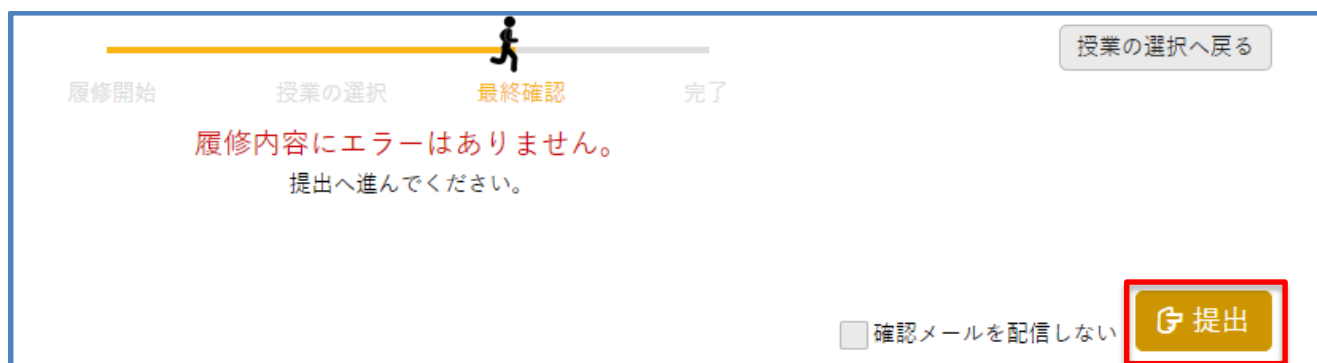 授業の選択へ戻る
履修開始 授業の選択 最終確認 完了
履修内容にエラーはありません。
提出へ進んでください。
確認メールを配信しない 提出